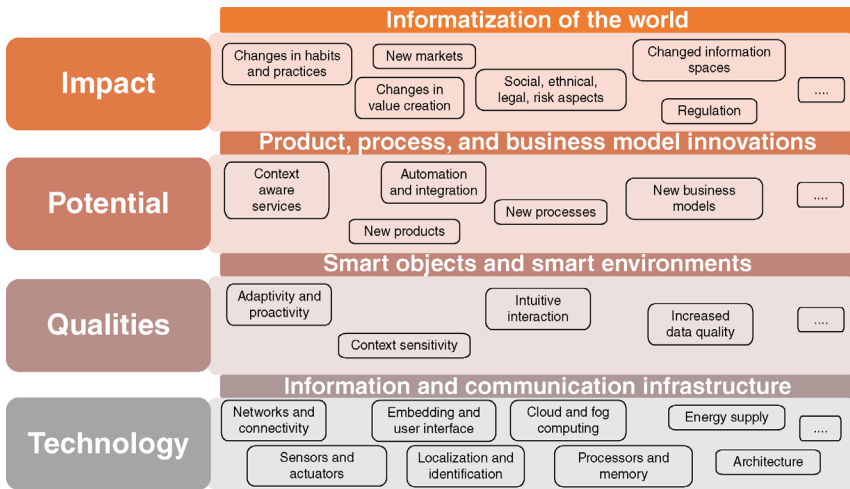 Informatization of the world
Impact
Changes in habits
and practices
New markets
Changes in
value creation
Social, ethnical,
legal, risk aspects
Changed information
spaces
Regulation
....
Product, process, and business model innovations
Potential
Context
aware
services
Automation
and integration
New products
New processes
New business
models
....
Smart objects and smart environments
Qualities
Adaptivity and
proactivity
Context sensitivity
Intuitive
interaction
Increased
data quality
....
Information and communication infrastructure
Technology
Networks and
connectivity
Embedding and
user interface
Cloud and fog
computing
Energy supply
....
Sensors and
actuators
Localization and
identification
Processors and
memory
Architecture